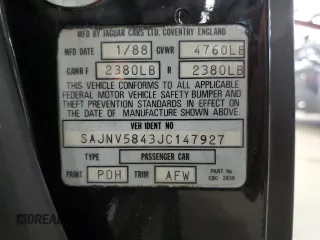 MFD BY JAGUAR CARS LTD. COVENTRY ENGLAND
MFD DATE 1/88 GVWR 4760LB
GAWR F 2380LB R 2380LB
THIS VEHICLE CONFORMS TO ALL APPLICABLE
FEDERAL MOTOR VEHICLE SAFETY BUMPER AND
THEFT PREVENTION STANDARDS IN EFFECT ON
THE DATE OF MANUFACTURE SHOWN ABOVE
VEH IDENT NO
SAJNV5843JC147927
TYPE PASSENGER CAR
PAINT PDH TRIM AFW PART No
CBC 2830
DREAM